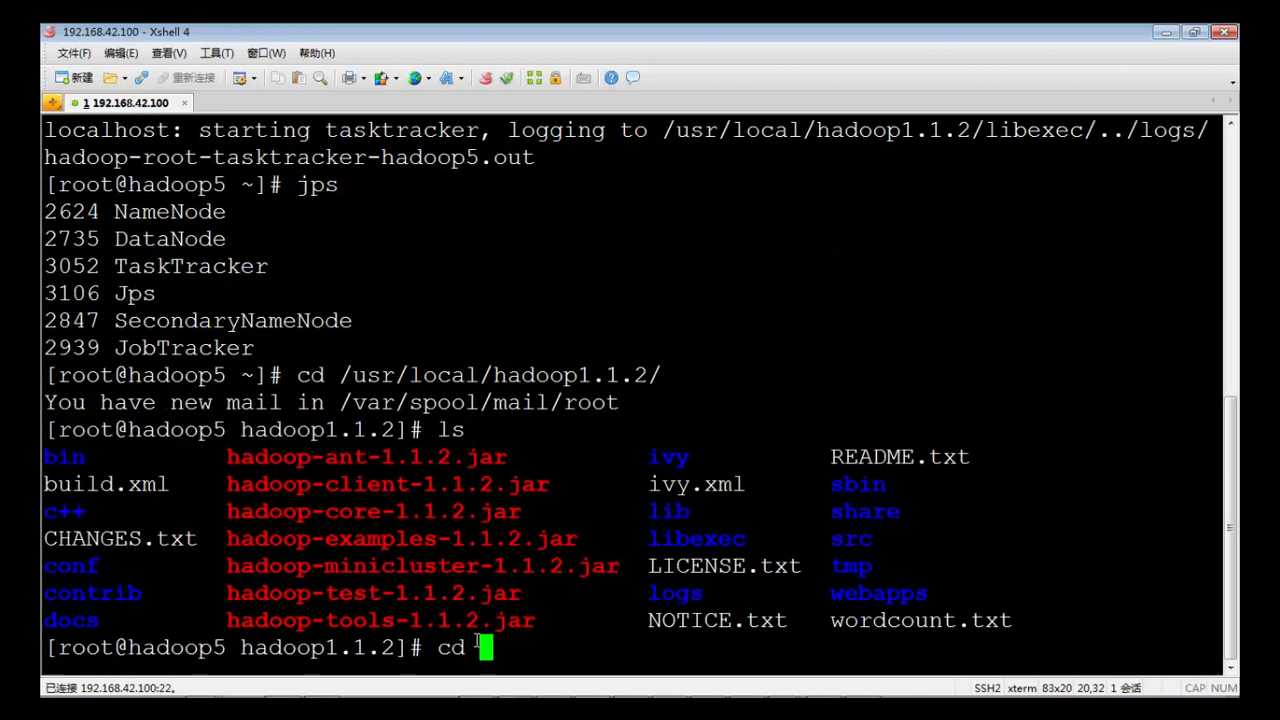 192.168.42.100 - Xshell 4
文件(F) 编辑(E) 查看(V) 工具(T) 窗口(W) 帮助(H)
新建 重新连接
1 192.168.42.100
localhost: starting tasktracker, logging to /usr/local/hadoop1.1.2/libexec/../logs/
hadoop-root-tasktracker-hadoop5.out
[root@hadoop5 ~]# jps
2624 NameNode
2735 DataNode
3052 TaskTracker
3106 Jps
2847 SecondaryNameNode
2939 JobTracker
[root@hadoop5 ~]# cd /usr/local/hadoop1.1.2/
You have new mail in /var/spool/mail/root
[root@hadoop5 hadoop1.1.2]# ls
bin hadoop-ant-1.1.2.jar ivy README.txt
build.xml hadoop-client-1.1.2.jar ivy.xml sbin
c++ hadoop-core-1.1.2.jar lib share
CHANGES.txt hadoop-examples-1.1.2.jar libexec src
conf hadoop-minicluster-1.1.2.jar LICENSE.txt tmp
contrib hadoop-test-1.1.2.jar logs webapps
docs hadoop-tools-1.1.2.jar NOTICE.txt wordcount.txt
[root@hadoop5 hadoop1.1.2]# cd
已连接 192.168.42.100:22。 SSH2 xterm 83x20 20,32 1 会话 CAP NUM